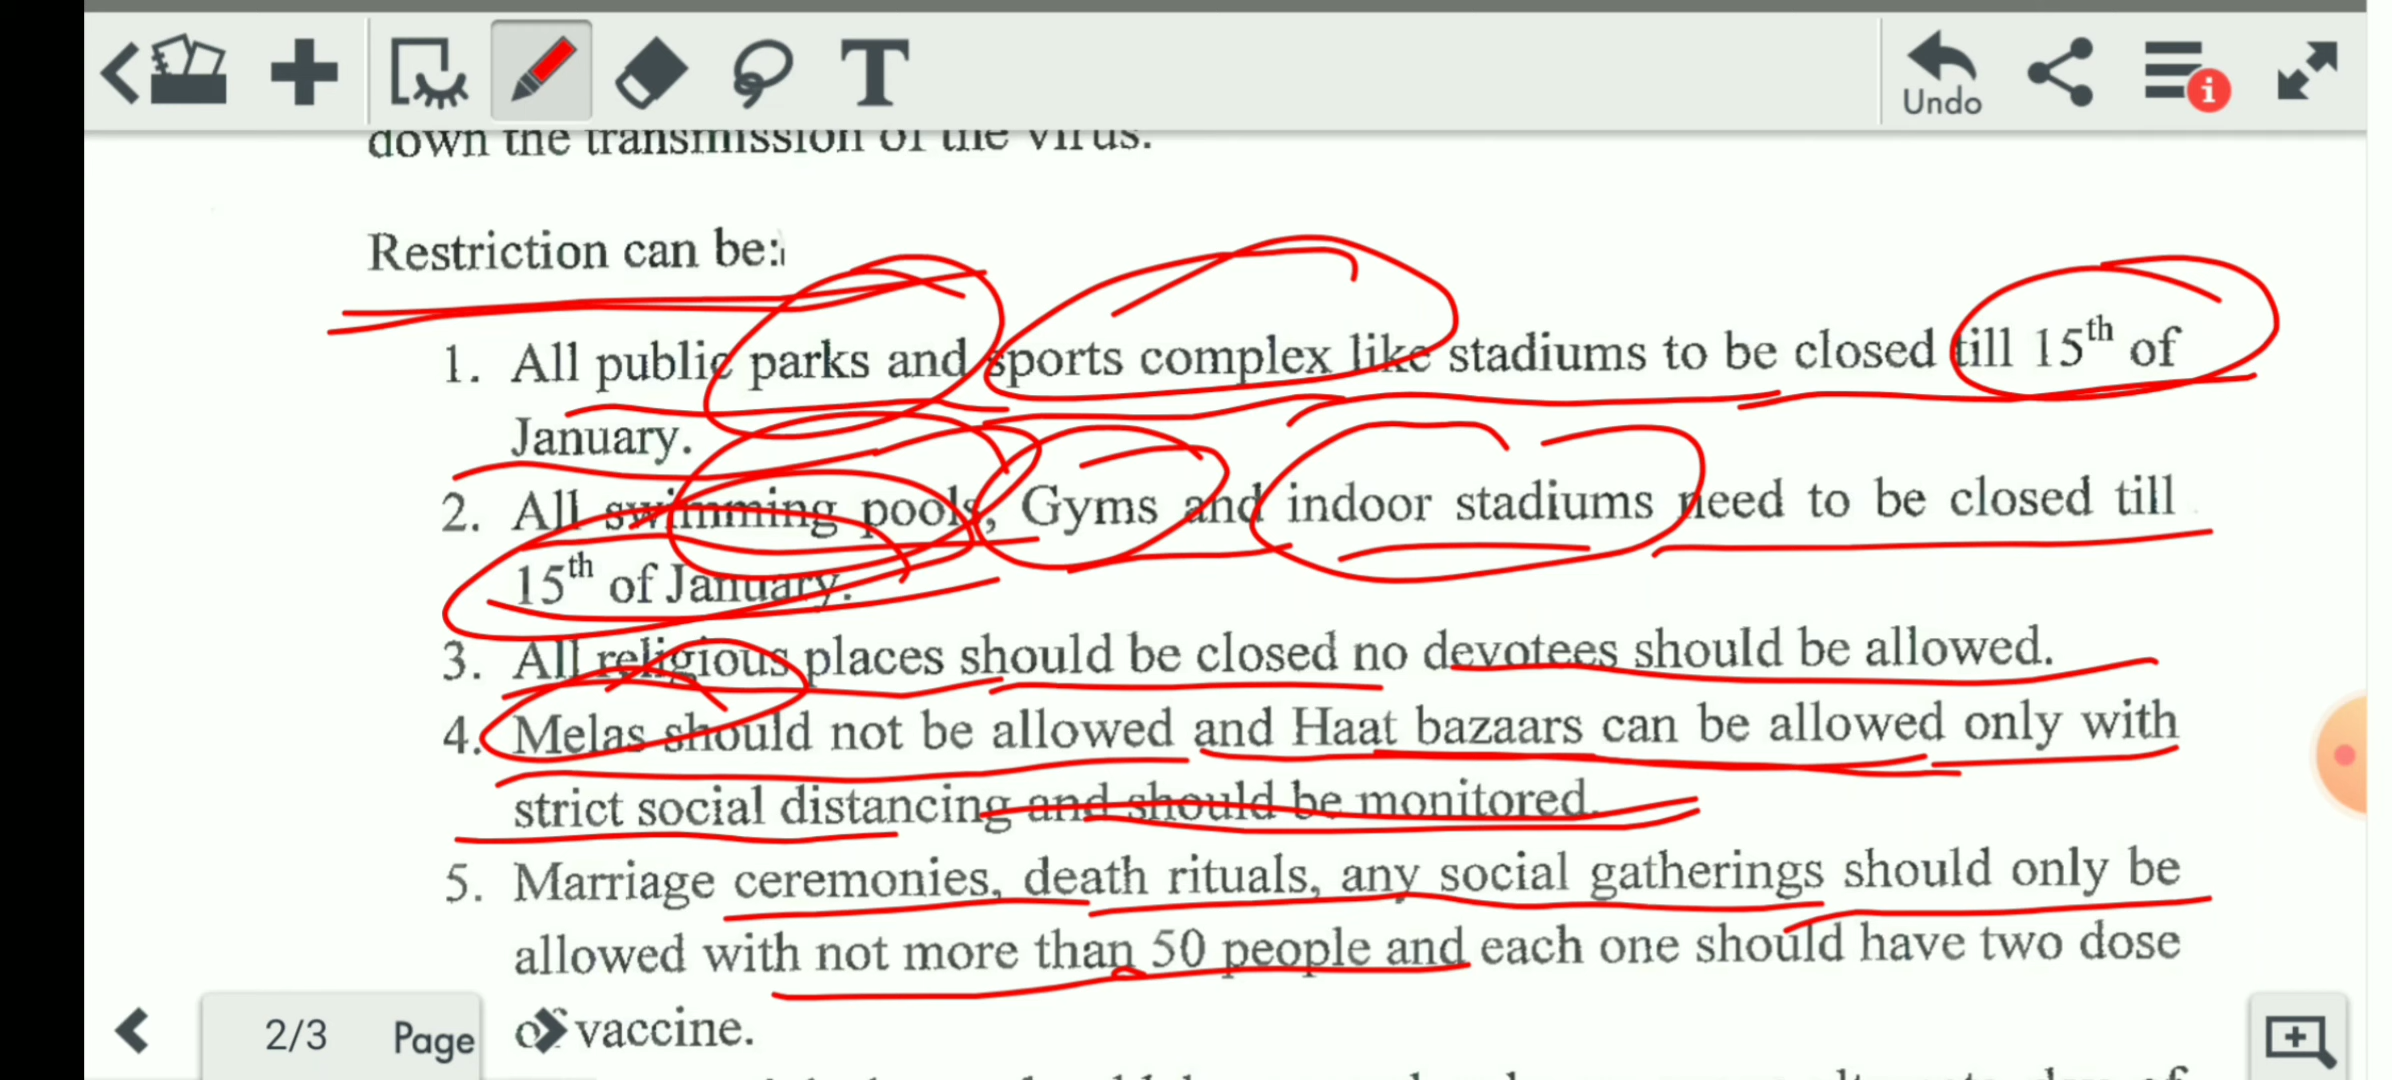 Undo
down the transmission of the virus.
Restriction can be:
1. All public parks and sports complex like stadiums to be closed till 15th of
January.
2. All swimming pools, Gyms and indoor stadiums need to be closed till
15th of January.
3. All religious places should be closed no devotees should be allowed.
4. Melas should not be allowed and Haat bazaars can be allowed only with
strict social distancing and should be monitored.
5. Marriage ceremonies, death rituals, any social gatherings should only be
allowed with not more than 50 people and each one should have two dose
of vaccine.
2/3 Page